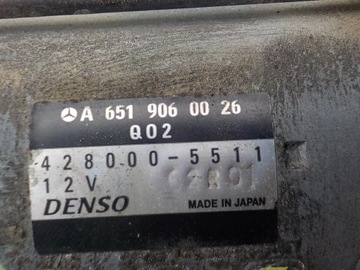 A 651 906 00 26
Q02
428000-5511
12V
DENSO MADE IN JAPAN